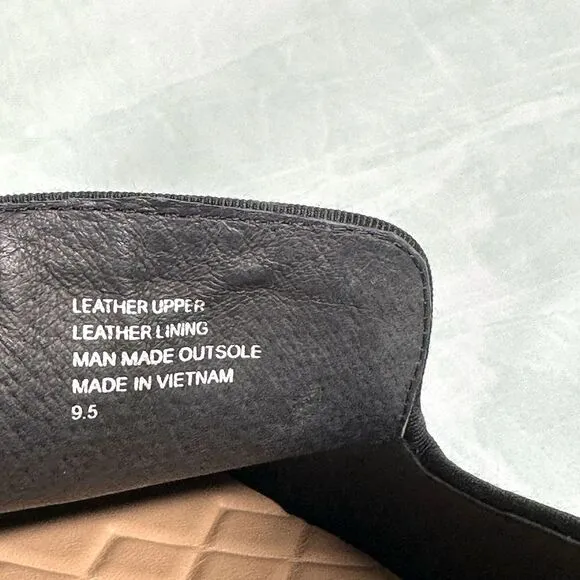 LEATHER UPPER
LEATHER LINING
MAN MADE OUTSOLE
MADE IN VIETNAM
9.5